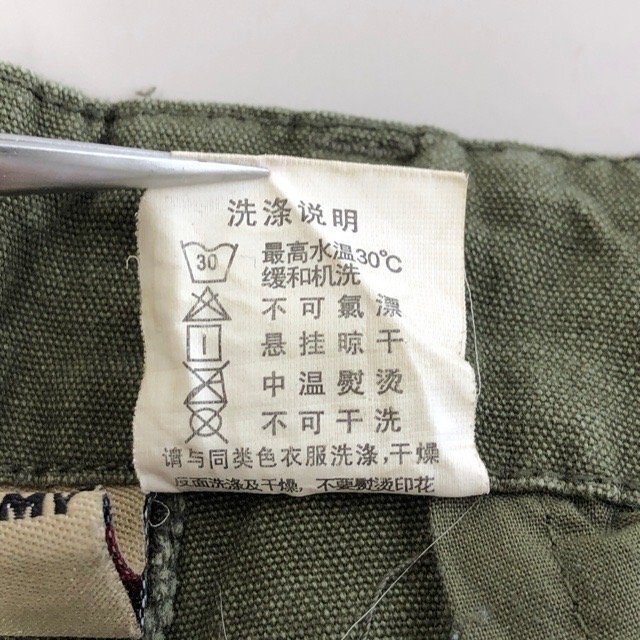 洗涤说明
30
最高水温30℃
缓和机洗
不可氯漂
悬挂晾干
中温熨烫
不可干洗
请与同类色衣服洗涤,干燥
反面洗涤及干燥,不要熨烫印花